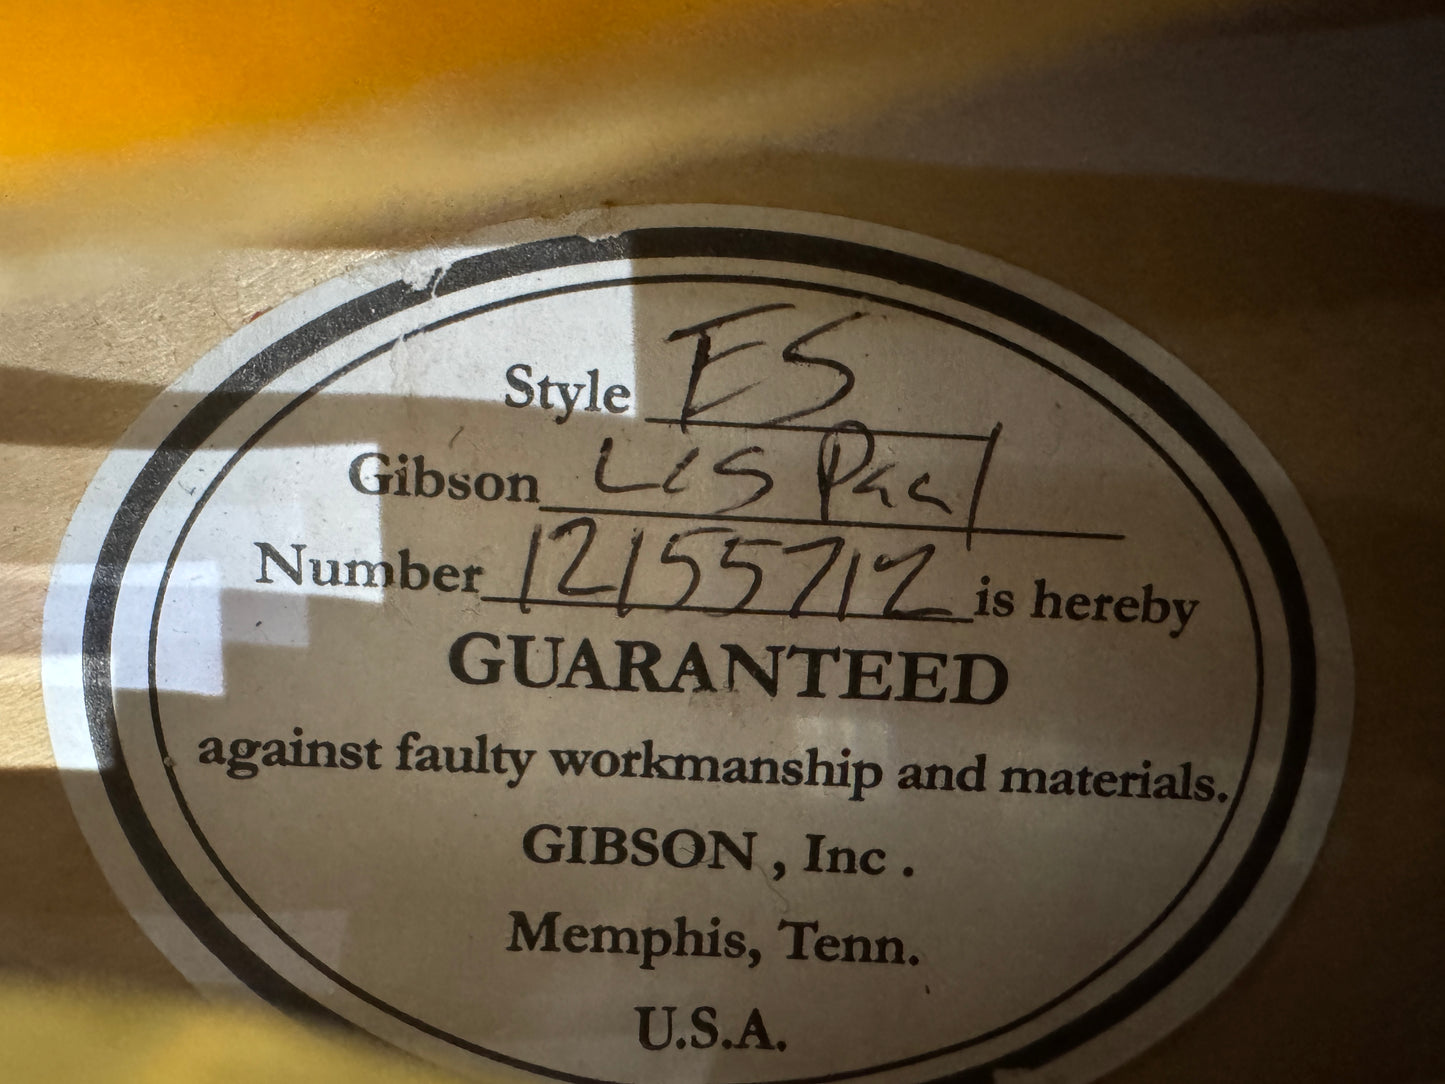 Style ES
Gibson Les Paul
Number 12155712 is hereby
GUARANTEED
against faulty workmanship and materials.
GIBSON , Inc .
Memphis, Tenn.
U.S.A.